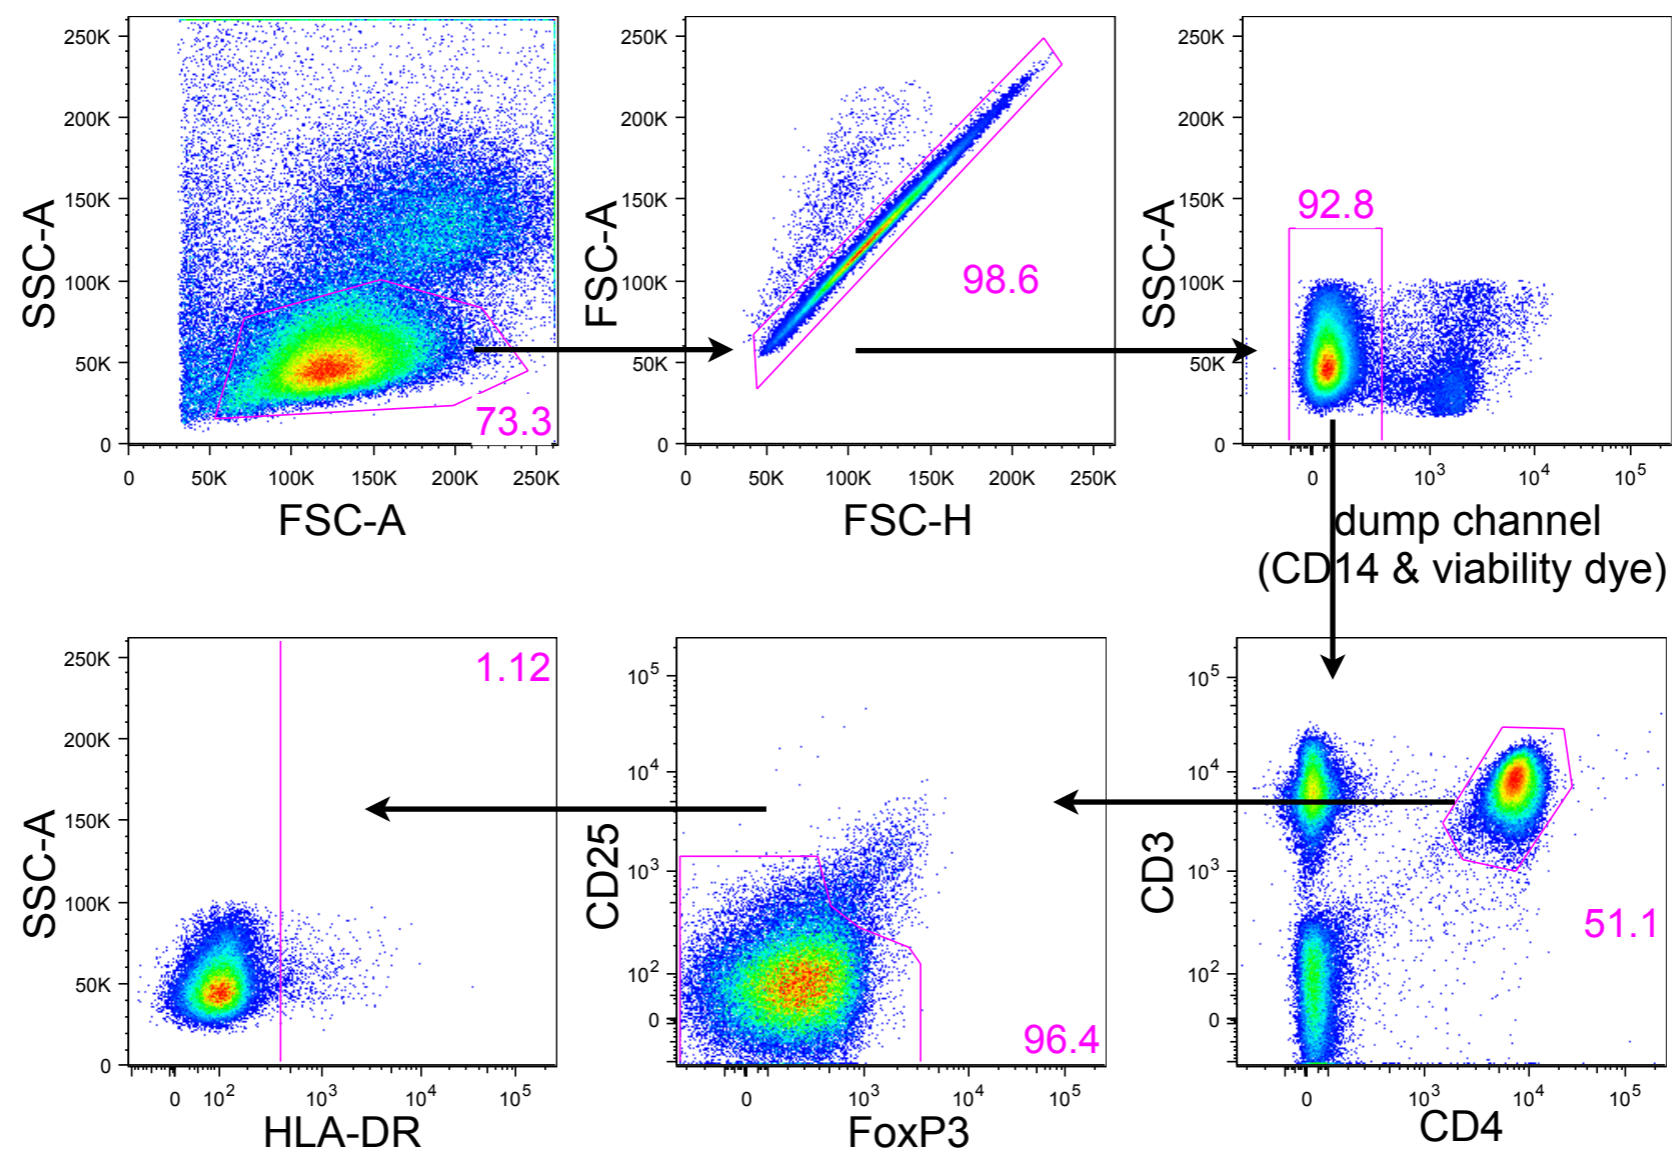 250K
200K
150K
100K
50K
0
SSC-A
73.3
0 50K 100K 150K 200K 250K
FSC-A
250K
200K
150K
100K
50K
0
FSC-A
98.6
0 50K 100K 150K 200K 250K
FSC-H
250K
200K
150K
100K
50K
0
SSC-A
92.8
0 10³ 10⁴ 10⁵
dump channel
(CD14 & viability dye)
250K
200K
150K
100K
50K
0
SSC-A
1.12
0 10² 10³ 10⁴ 10⁵
HLA-DR
10⁵
10⁴
10³
10²
0
CD25
96.4
0 10³ 10⁴ 10⁵
FoxP3
10⁵
10⁴
10³
10²
0
CD3
51.1
0 10³ 10⁴ 10⁵
CD4